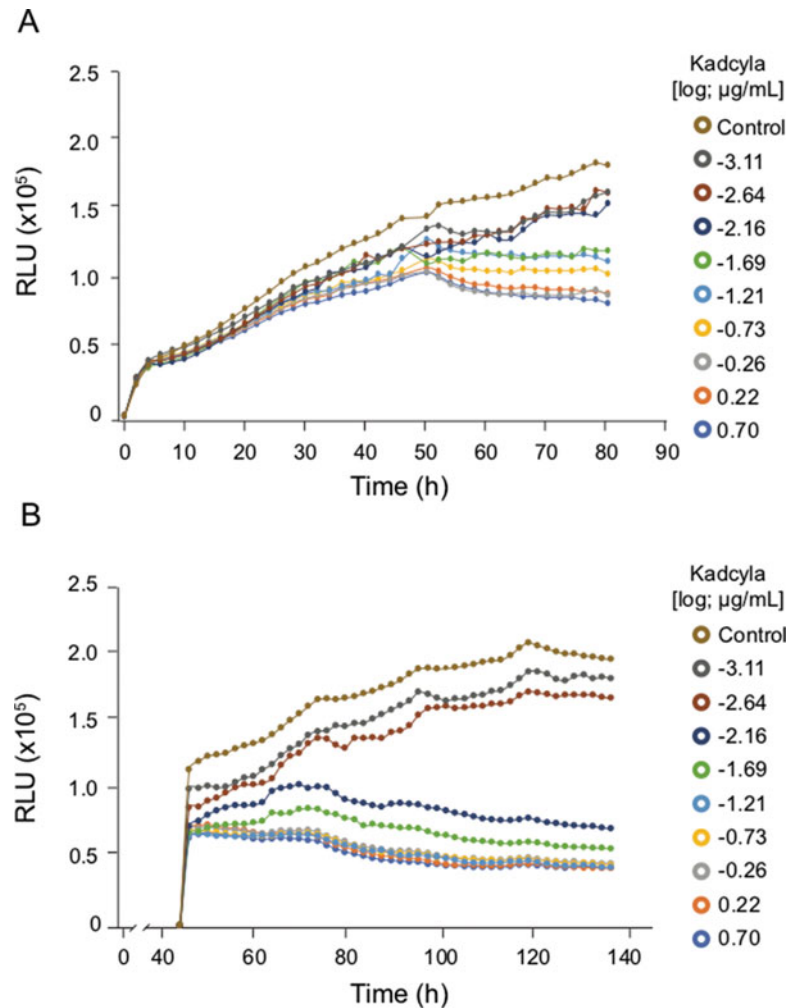 A
Kadcyla
[log; µg/mL]
Control
-3.11
-2.64
-2.16
-1.69
-1.21
-0.73
-0.26
0.22
0.70
RLU (x10⁵)
2.5
2.0
1.5
1.0
0.5
0
0 10 20 30 40 50 60 70 80 90
Time (h)
B
Kadcyla
[log; µg/mL]
Control
-3.11
-2.64
-2.16
-1.69
-1.21
-0.73
-0.26
0.22
0.70
RLU (x10⁵)
2.5
2.0
1.5
1.0
0.5
0
0 40 60 80 100 120 140
Time (h)